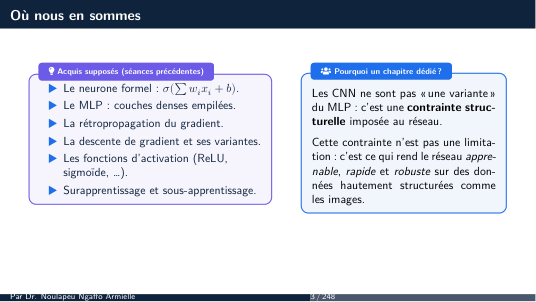 Où nous en sommes
Acquis supposés (séances précédentes)
Le neurone formel : σ(∑ wᵢxᵢ + b).
Le MLP : couches denses empilées.
La rétropropagation du gradient.
La descente de gradient et ses variantes.
Les fonctions d'activation (ReLU,
sigmoïde, …).
Surapprentissage et sous-apprentissage.
Pourquoi un chapitre dédié ?
Les CNN ne sont pas « une variante »
du MLP : c'est une contrainte struc-
turelle imposée au réseau.
Cette contrainte n'est pas une limita-
tion : c'est ce qui rend le réseau appre-
nable, rapide et robuste sur des don-
nées hautement structurées comme
les images.
Par Dr. Noulapeu Ngaffo Armielle
3 / 248